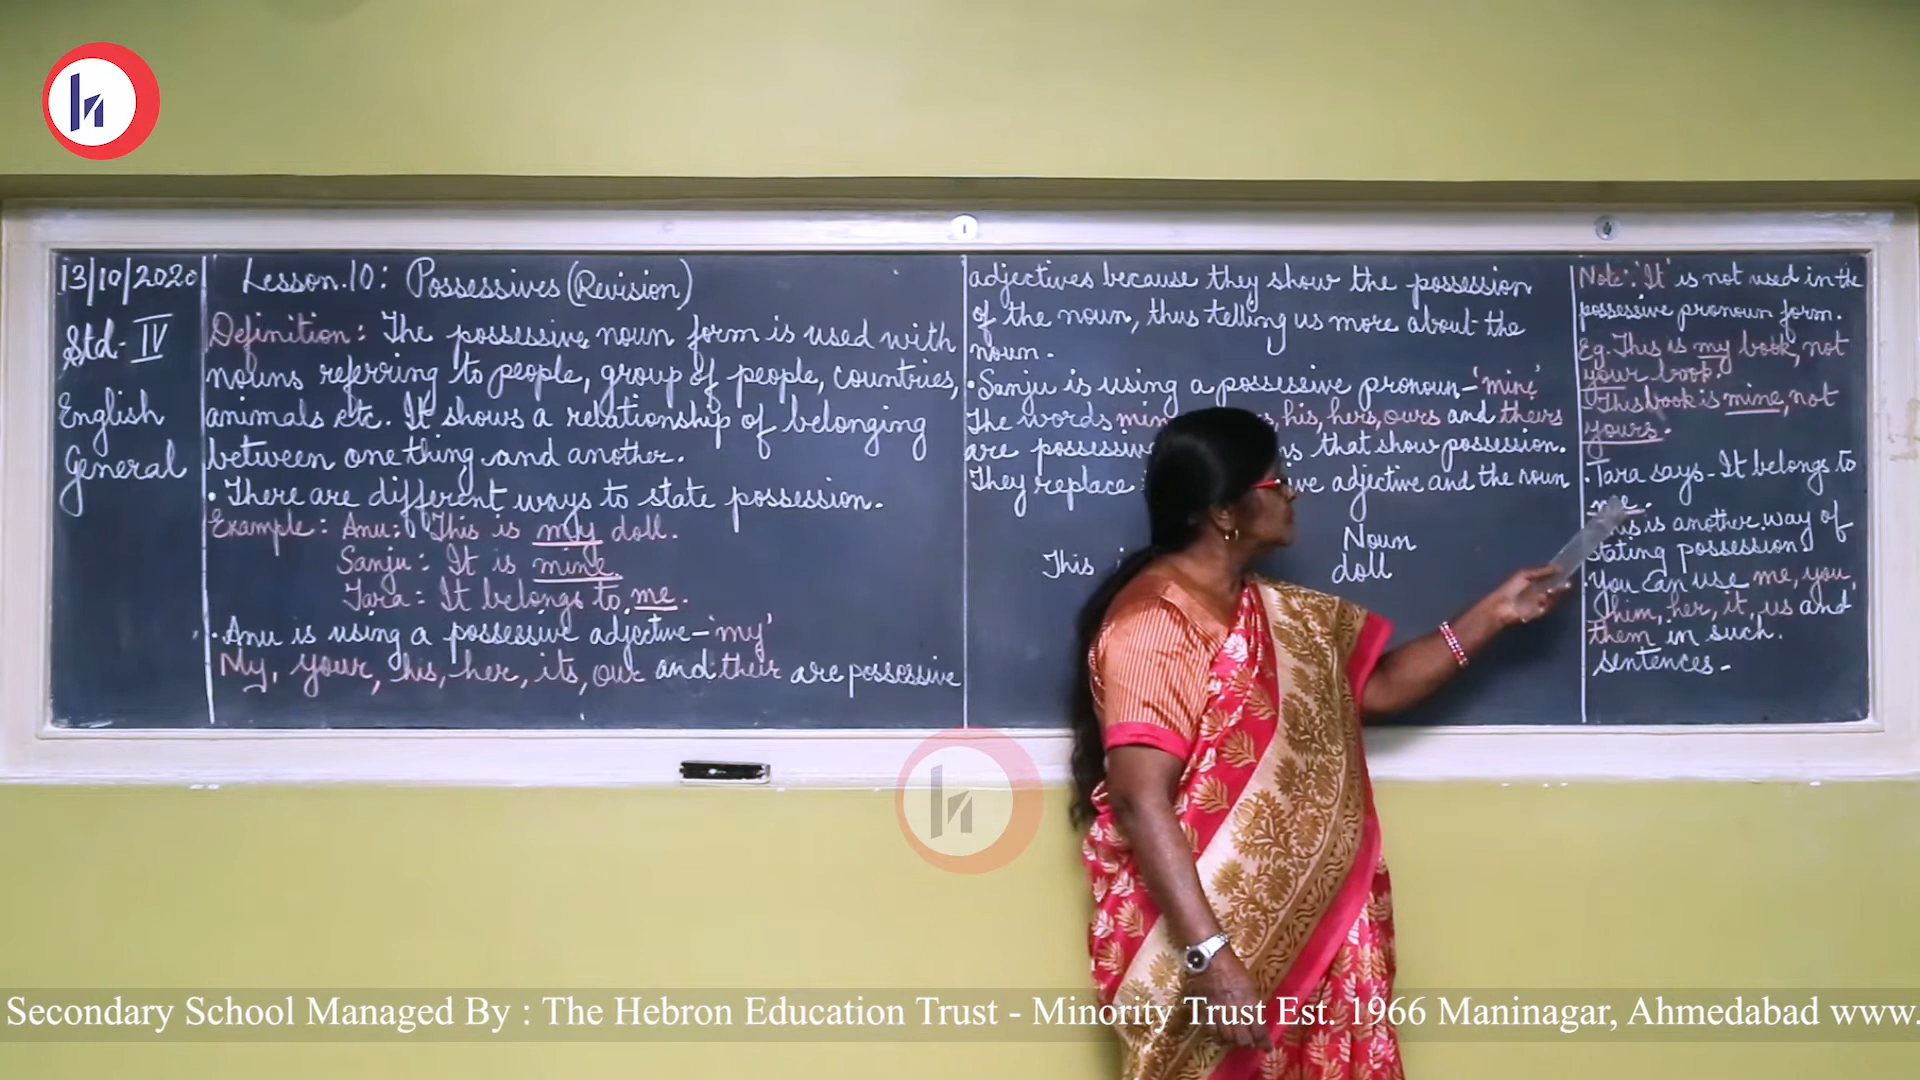 13/10/2020
Std-IV
English
General
Lesson.10: Possessives (Revision)
Definition: The possessive noun form is used with
nouns referring to people, group of people, countries,
animals etc. It shows a relationship of belonging
between one thing and another.
• There are different ways to state possession.
Example: Anu: This is my doll.
Sanju: It is mine.
Tara: It belongs to me.
• Anu is using a possessive adjective-'my'
My, your, his, her, its, our and their are possessive
adjectives because they show the possession
of the noun, thus telling us more about the
noun.
• Sanju is using a possessive pronoun-'mine'
The words his, hers, ours and theirs
are that show possession.
They replace adjective and the noun
Noun
This doll
Note: 'It' is not used in the
possessive pronoun form.
Eg. This is my book, not
your book.
This book is mine, not
yours.
• Tara says - It belongs to
me.
This is another way of
stating possession
You can use me, you,
him, her, it, us and
them in such
sentences-
Secondary School Managed By : The Hebron Education Trust - Minority Trust Est. 1966 Maninagar, Ahmedabad www.